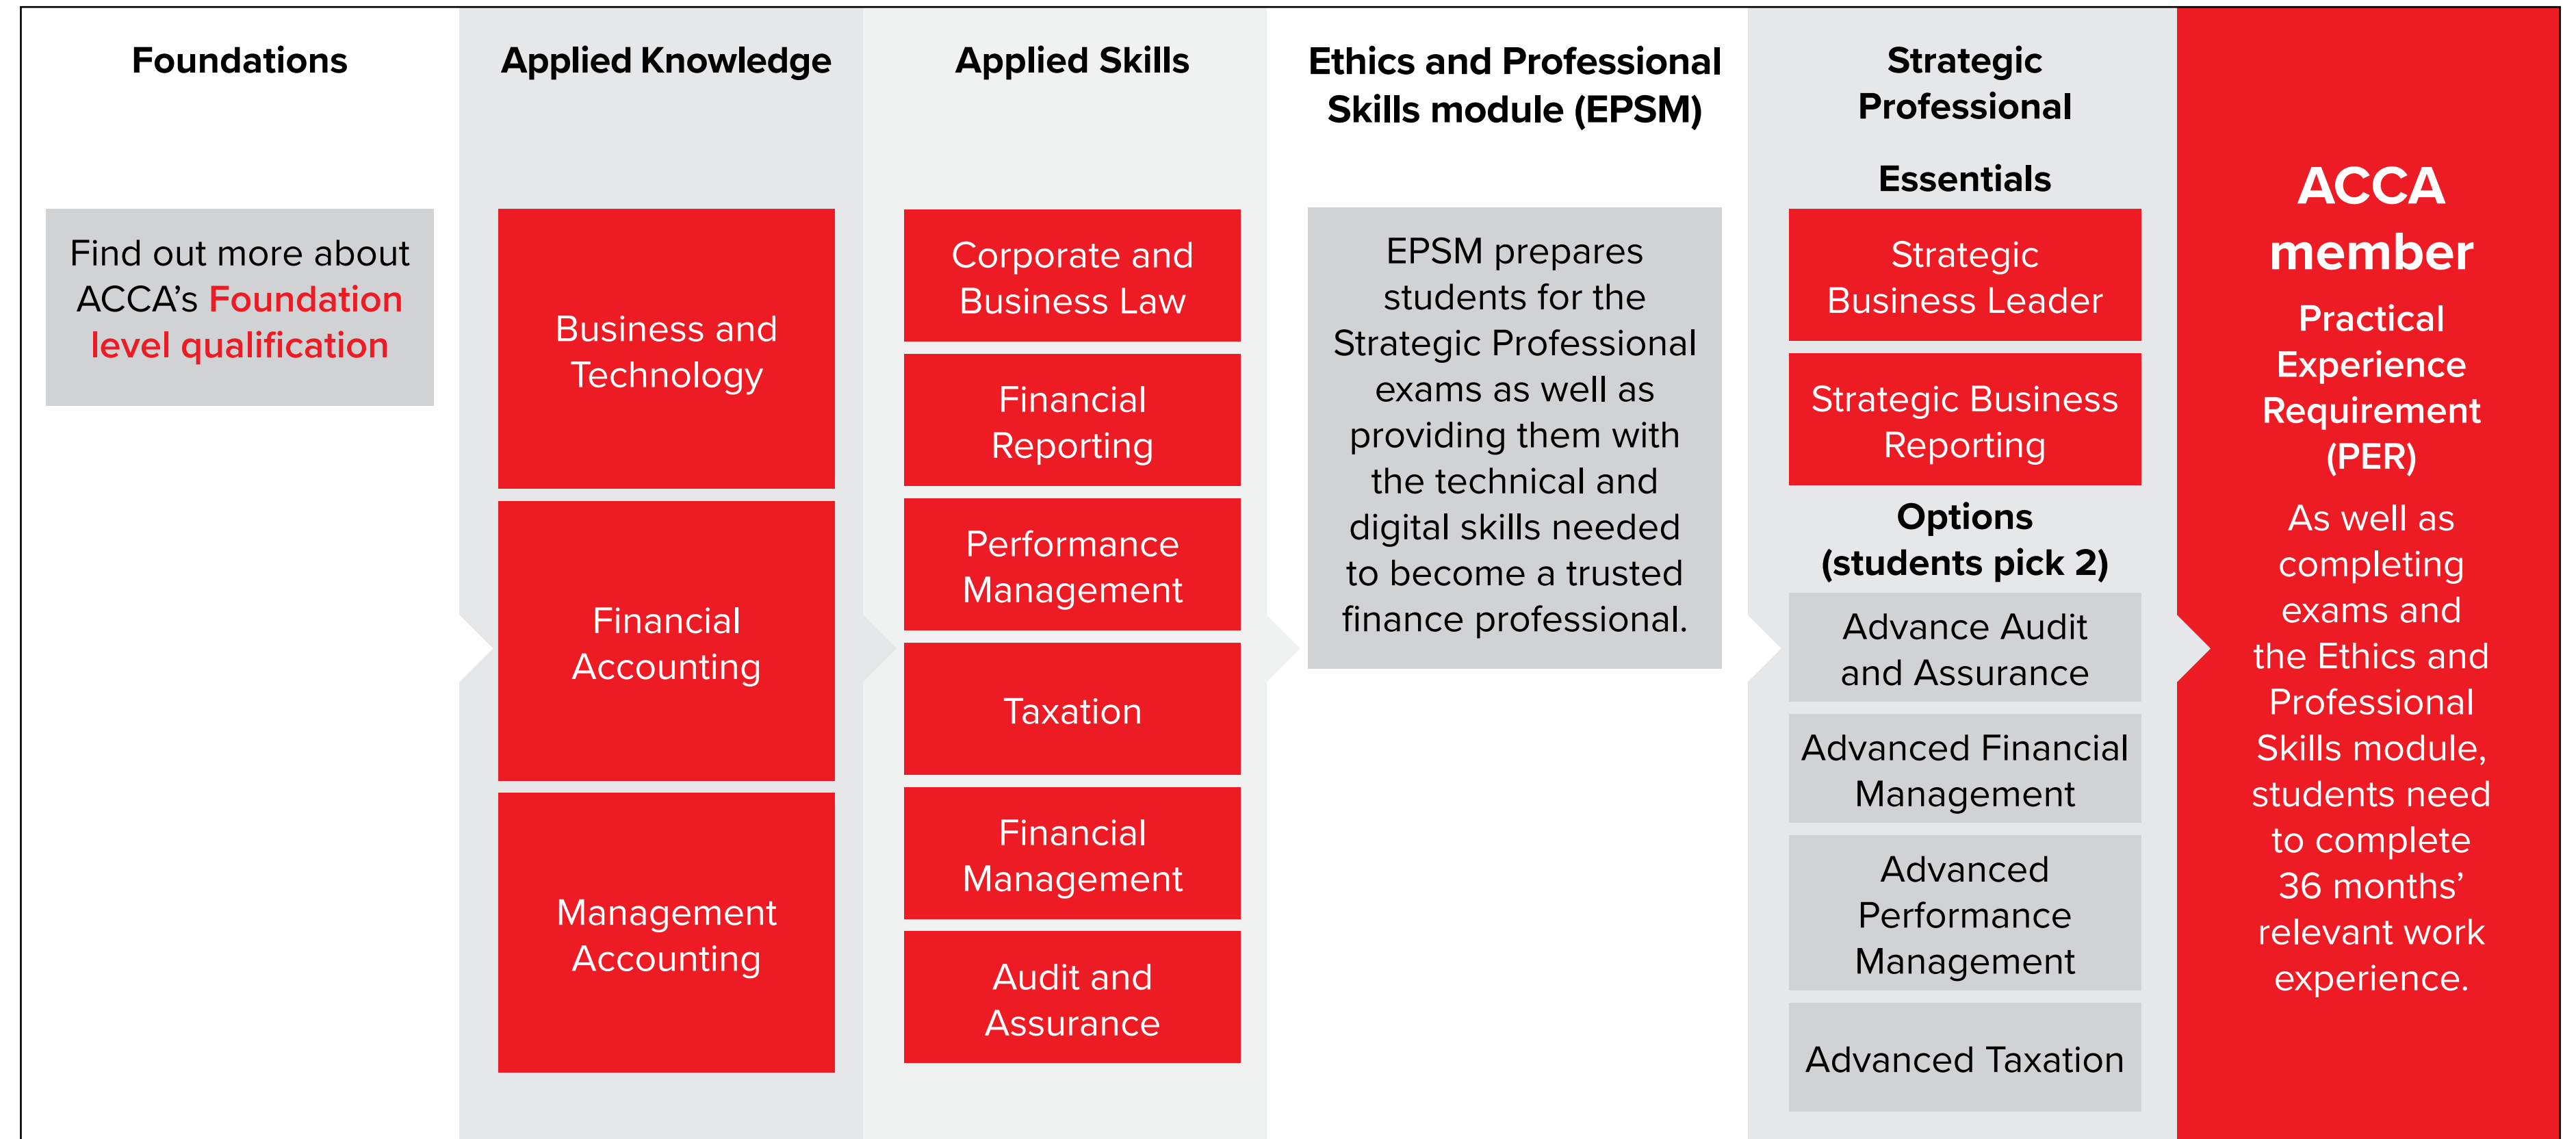 Foundations
Find out more about
ACCA’s Foundation
level qualification
Applied Knowledge
Business and
Technology
Financial
Accounting
Management
Accounting
Applied Skills
Corporate and
Business Law
Financial
Reporting
Performance
Management
Taxation
Financial
Management
Audit and
Assurance
Ethics and Professional
Skills module (EPSM)
EPSM prepares
students for the
Strategic Professional
exams as well as
providing them with
the technical and
digital skills needed
to become a trusted
finance professional.
Strategic
Professional
Essentials
Strategic
Business Leader
Strategic Business
Reporting
Options
(students pick 2)
Advance Audit
and Assurance
Advanced Financial
Management
Advanced
Performance
Management
Advanced Taxation
ACCA
member
Practical
Experience
Requirement
(PER)
As well as
completing
exams and
the Ethics and
Professional
Skills module,
students need
to complete
36 months’
relevant work
experience.